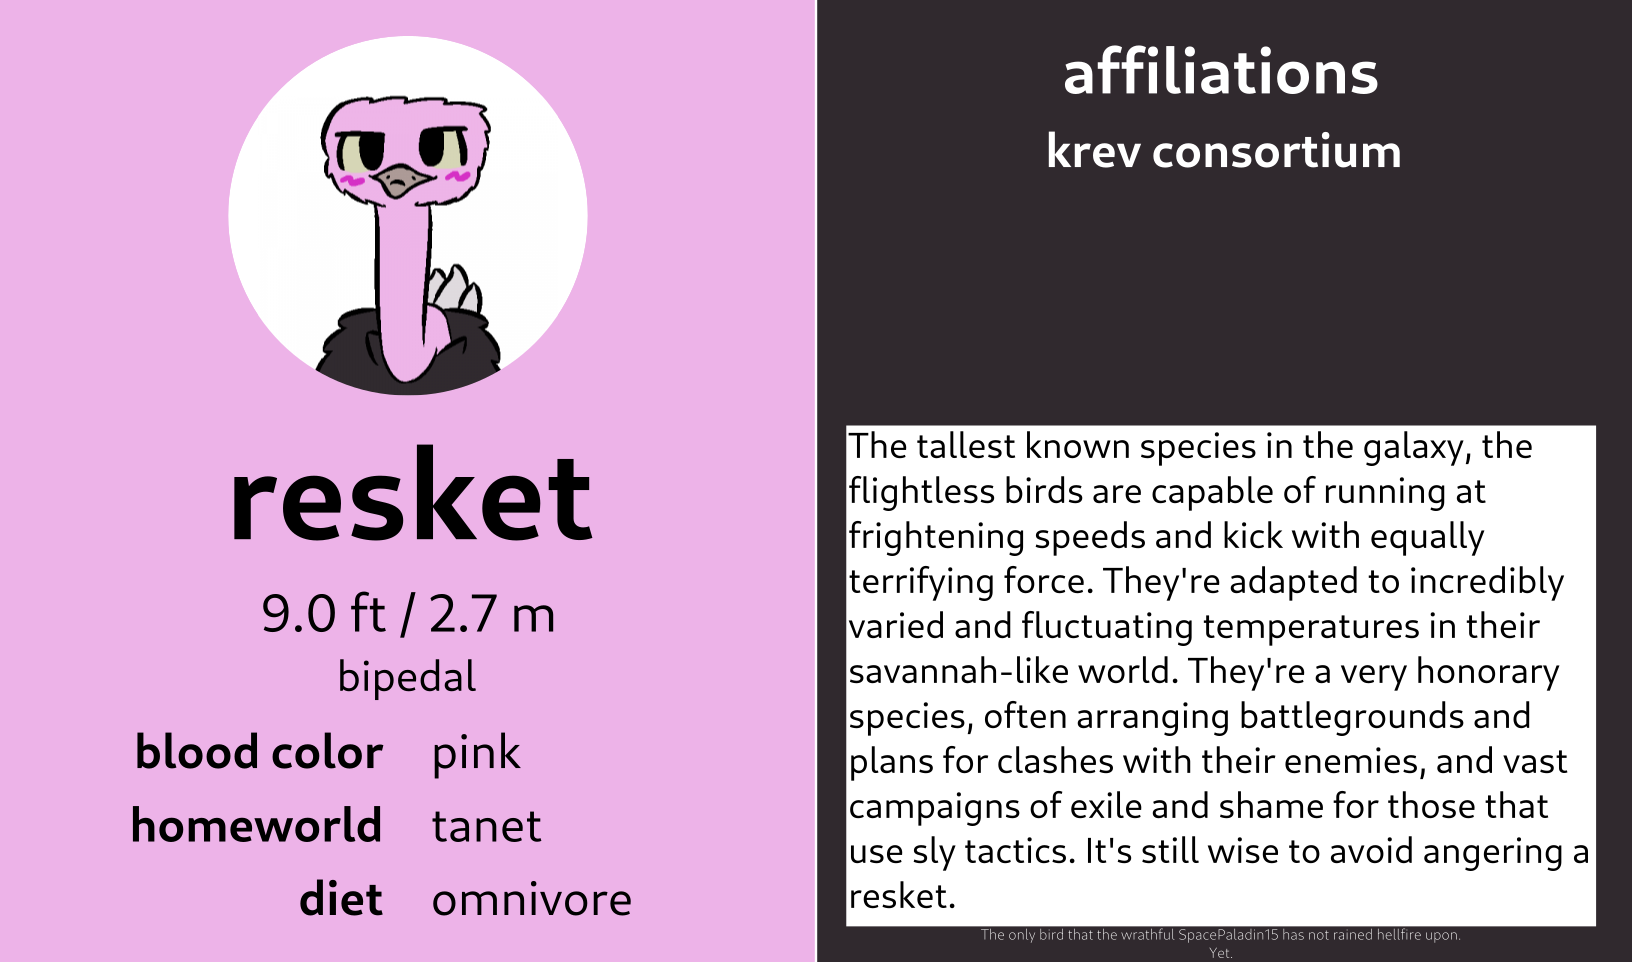 resket
9.0 ft / 2.7 m
bipedal
blood color pink
homeworld tanet
diet omnivore
affiliations
krev consortium
The tallest known species in the galaxy, the
flightless birds are capable of running at
frightening speeds and kick with equally
terrifying force. They're adapted to incredibly
varied and fluctuating temperatures in their
savannah-like world. They're a very honorary
species, often arranging battlegrounds and
plans for clashes with their enemies, and vast
campaigns of exile and shame for those that
use sly tactics. It's still wise to avoid angering a
resket.
The only bird that the wrathful SpacePaladin15 has not rained hellfire upon.
Yet.